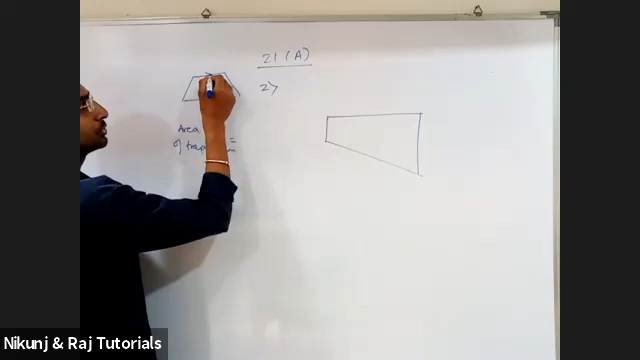 21(A)
2>
Area
of trap m =
Nikunj & Raj Tutorials